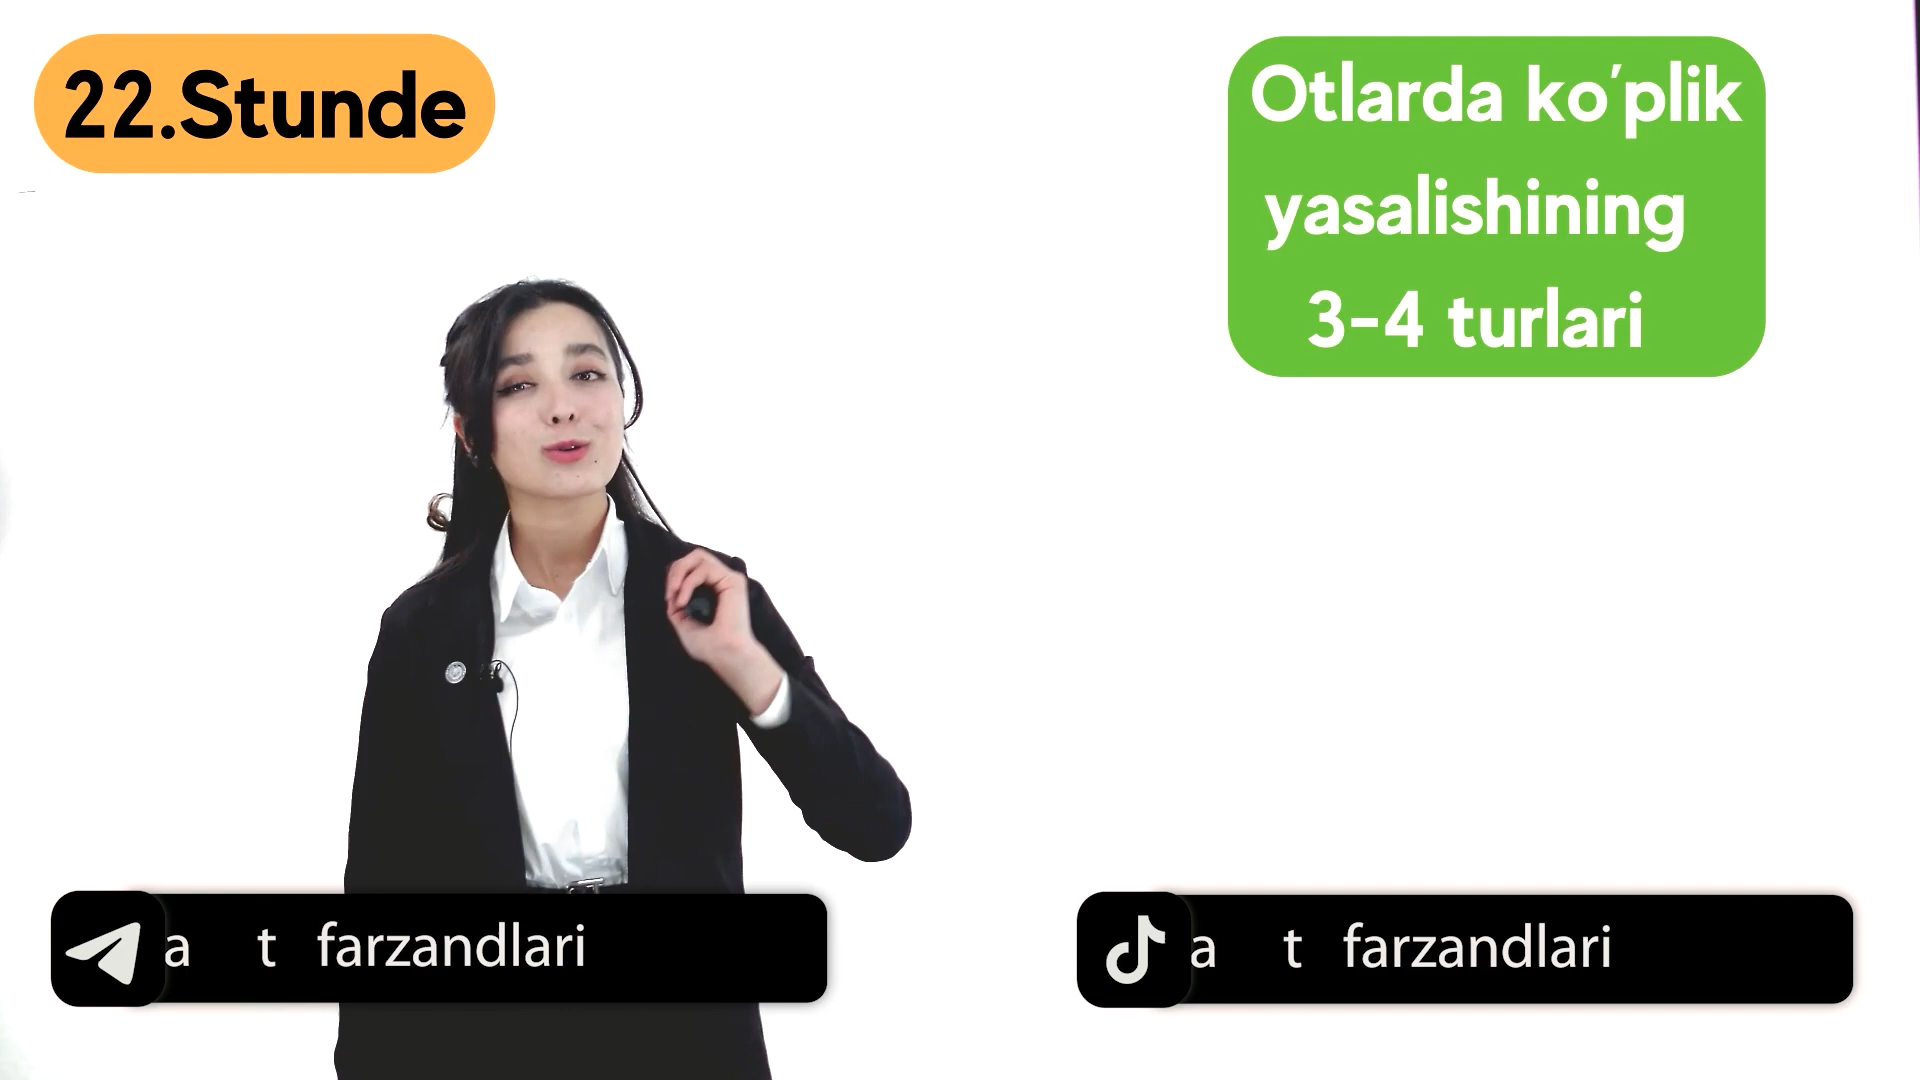 22.Stunde
Otlarda ko'plik
yasalishining
3-4 turlari
a t farzandlari
a t farzandlari